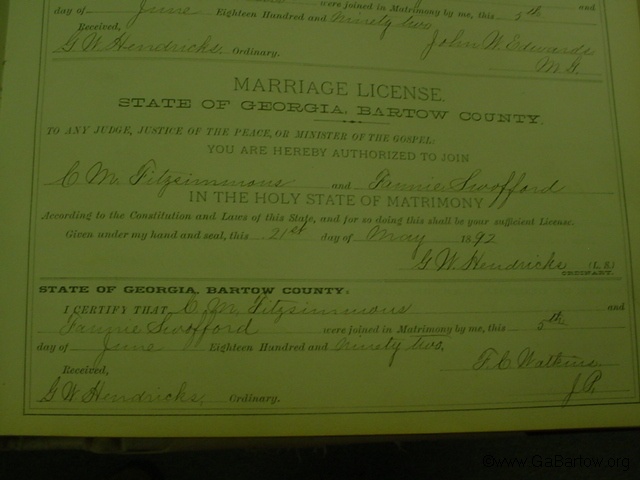 were joined in Matrimony by me, this 5th and
day of June Eighteen Hundred and Ninety two
Received,
G W Hendricks, Ordinary. John W. Edwards
M. G.
MARRIAGE LICENSE.
STATE OF GEORGIA, BARTOW COUNTY.
TO ANY JUDGE, JUSTICE OF THE PEACE, OR MINISTER OF THE GOSPEL:
YOU ARE HEREBY AUTHORIZED TO JOIN
C. M. Fitzsimmons and Fannie Swofford
IN THE HOLY STATE OF MATRIMONY
According to the Constitution and Laws of this State, and for so doing this shall be your sufficient License.
Given under my hand and seal, this 21st day of May 1892
G W Hendricks (L. S.)
ORDINARY.
STATE OF GEORGIA, BARTOW COUNTY:
I CERTIFY THAT C. M. Fitzsimmons and
Fannie Swofford were joined in Matrimony by me, this 5th
day of June Eighteen Hundred and ninety two,
Received, F. C. Watkins
G W Hendricks, Ordinary. J P.
©www.GaBartow.org